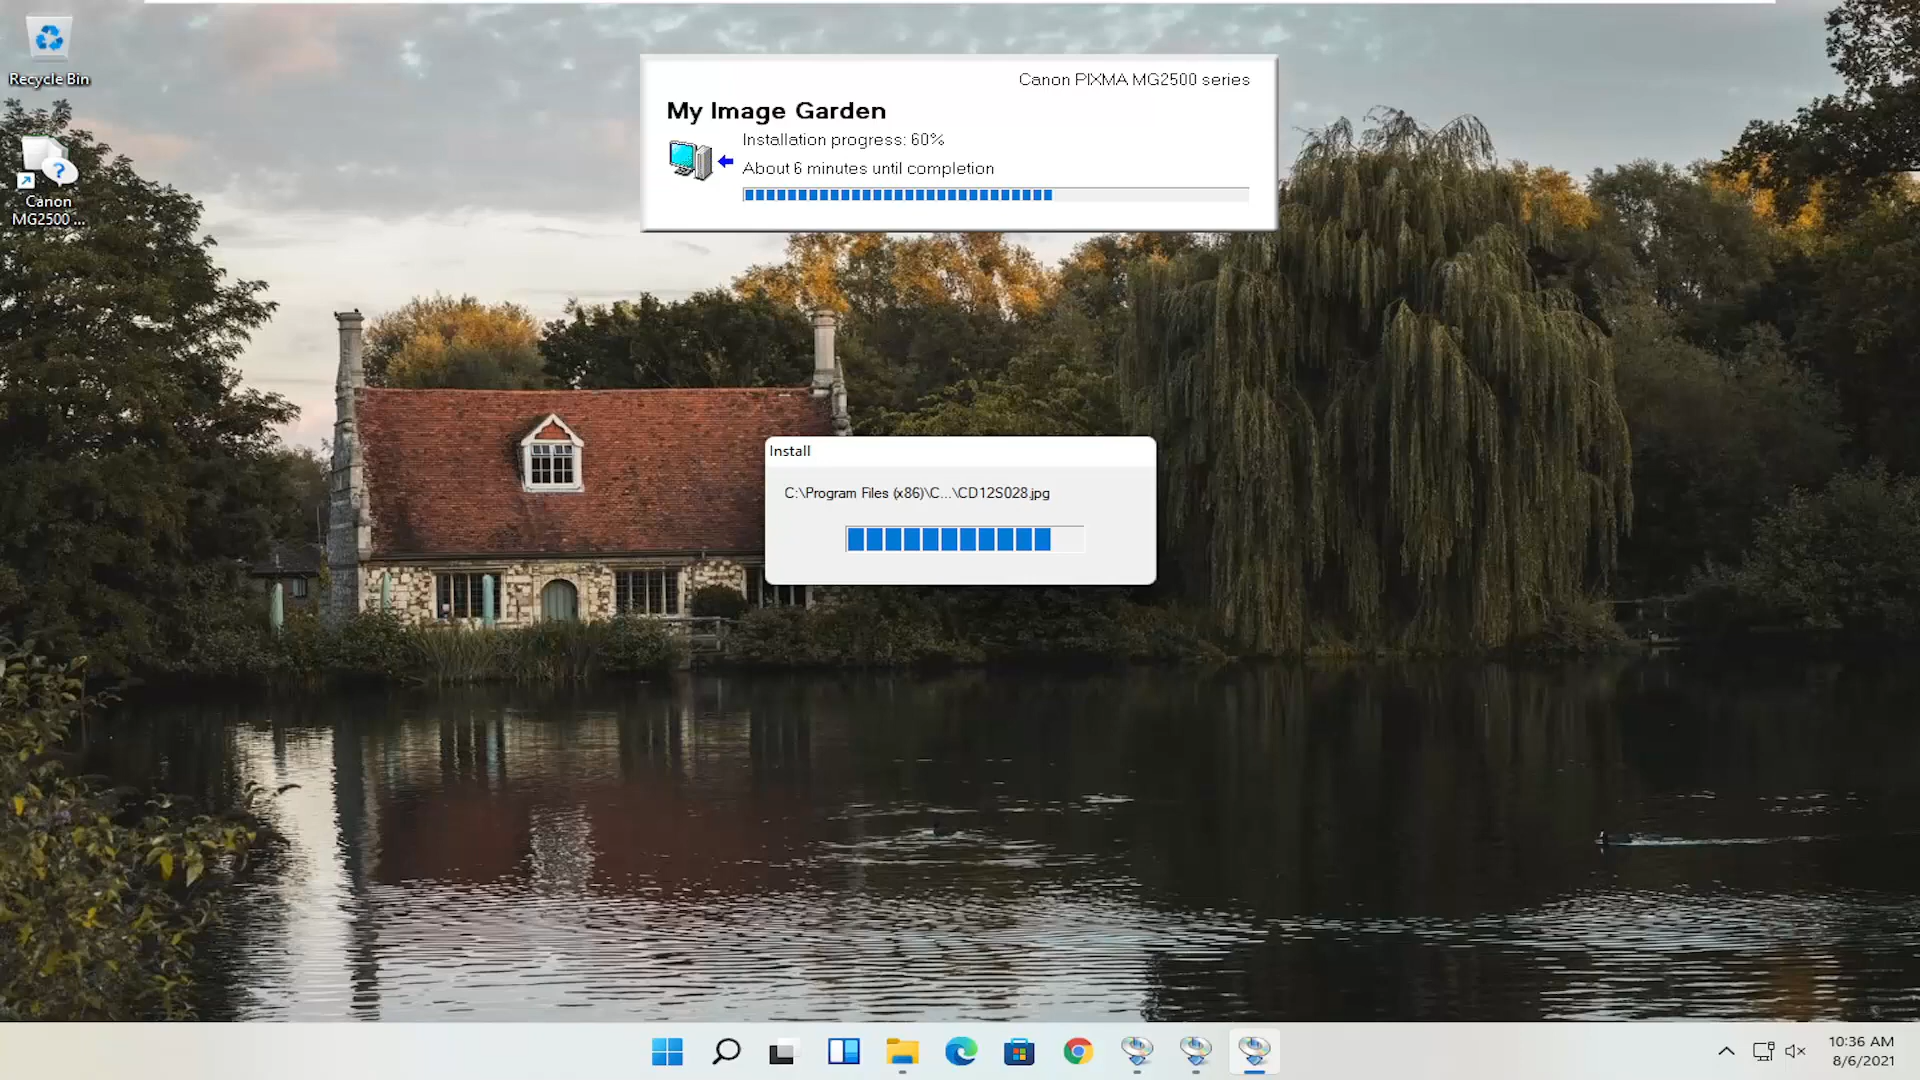 Recycle Bin
Canon
MG2500 ...
Canon PIXMA MG2500 series
My Image Garden
Installation progress: 60%
About 6 minutes until completion
Install
C:\Program Files (x86)\C...\CD12S028.jpg
10:36 AM
8/6/2021